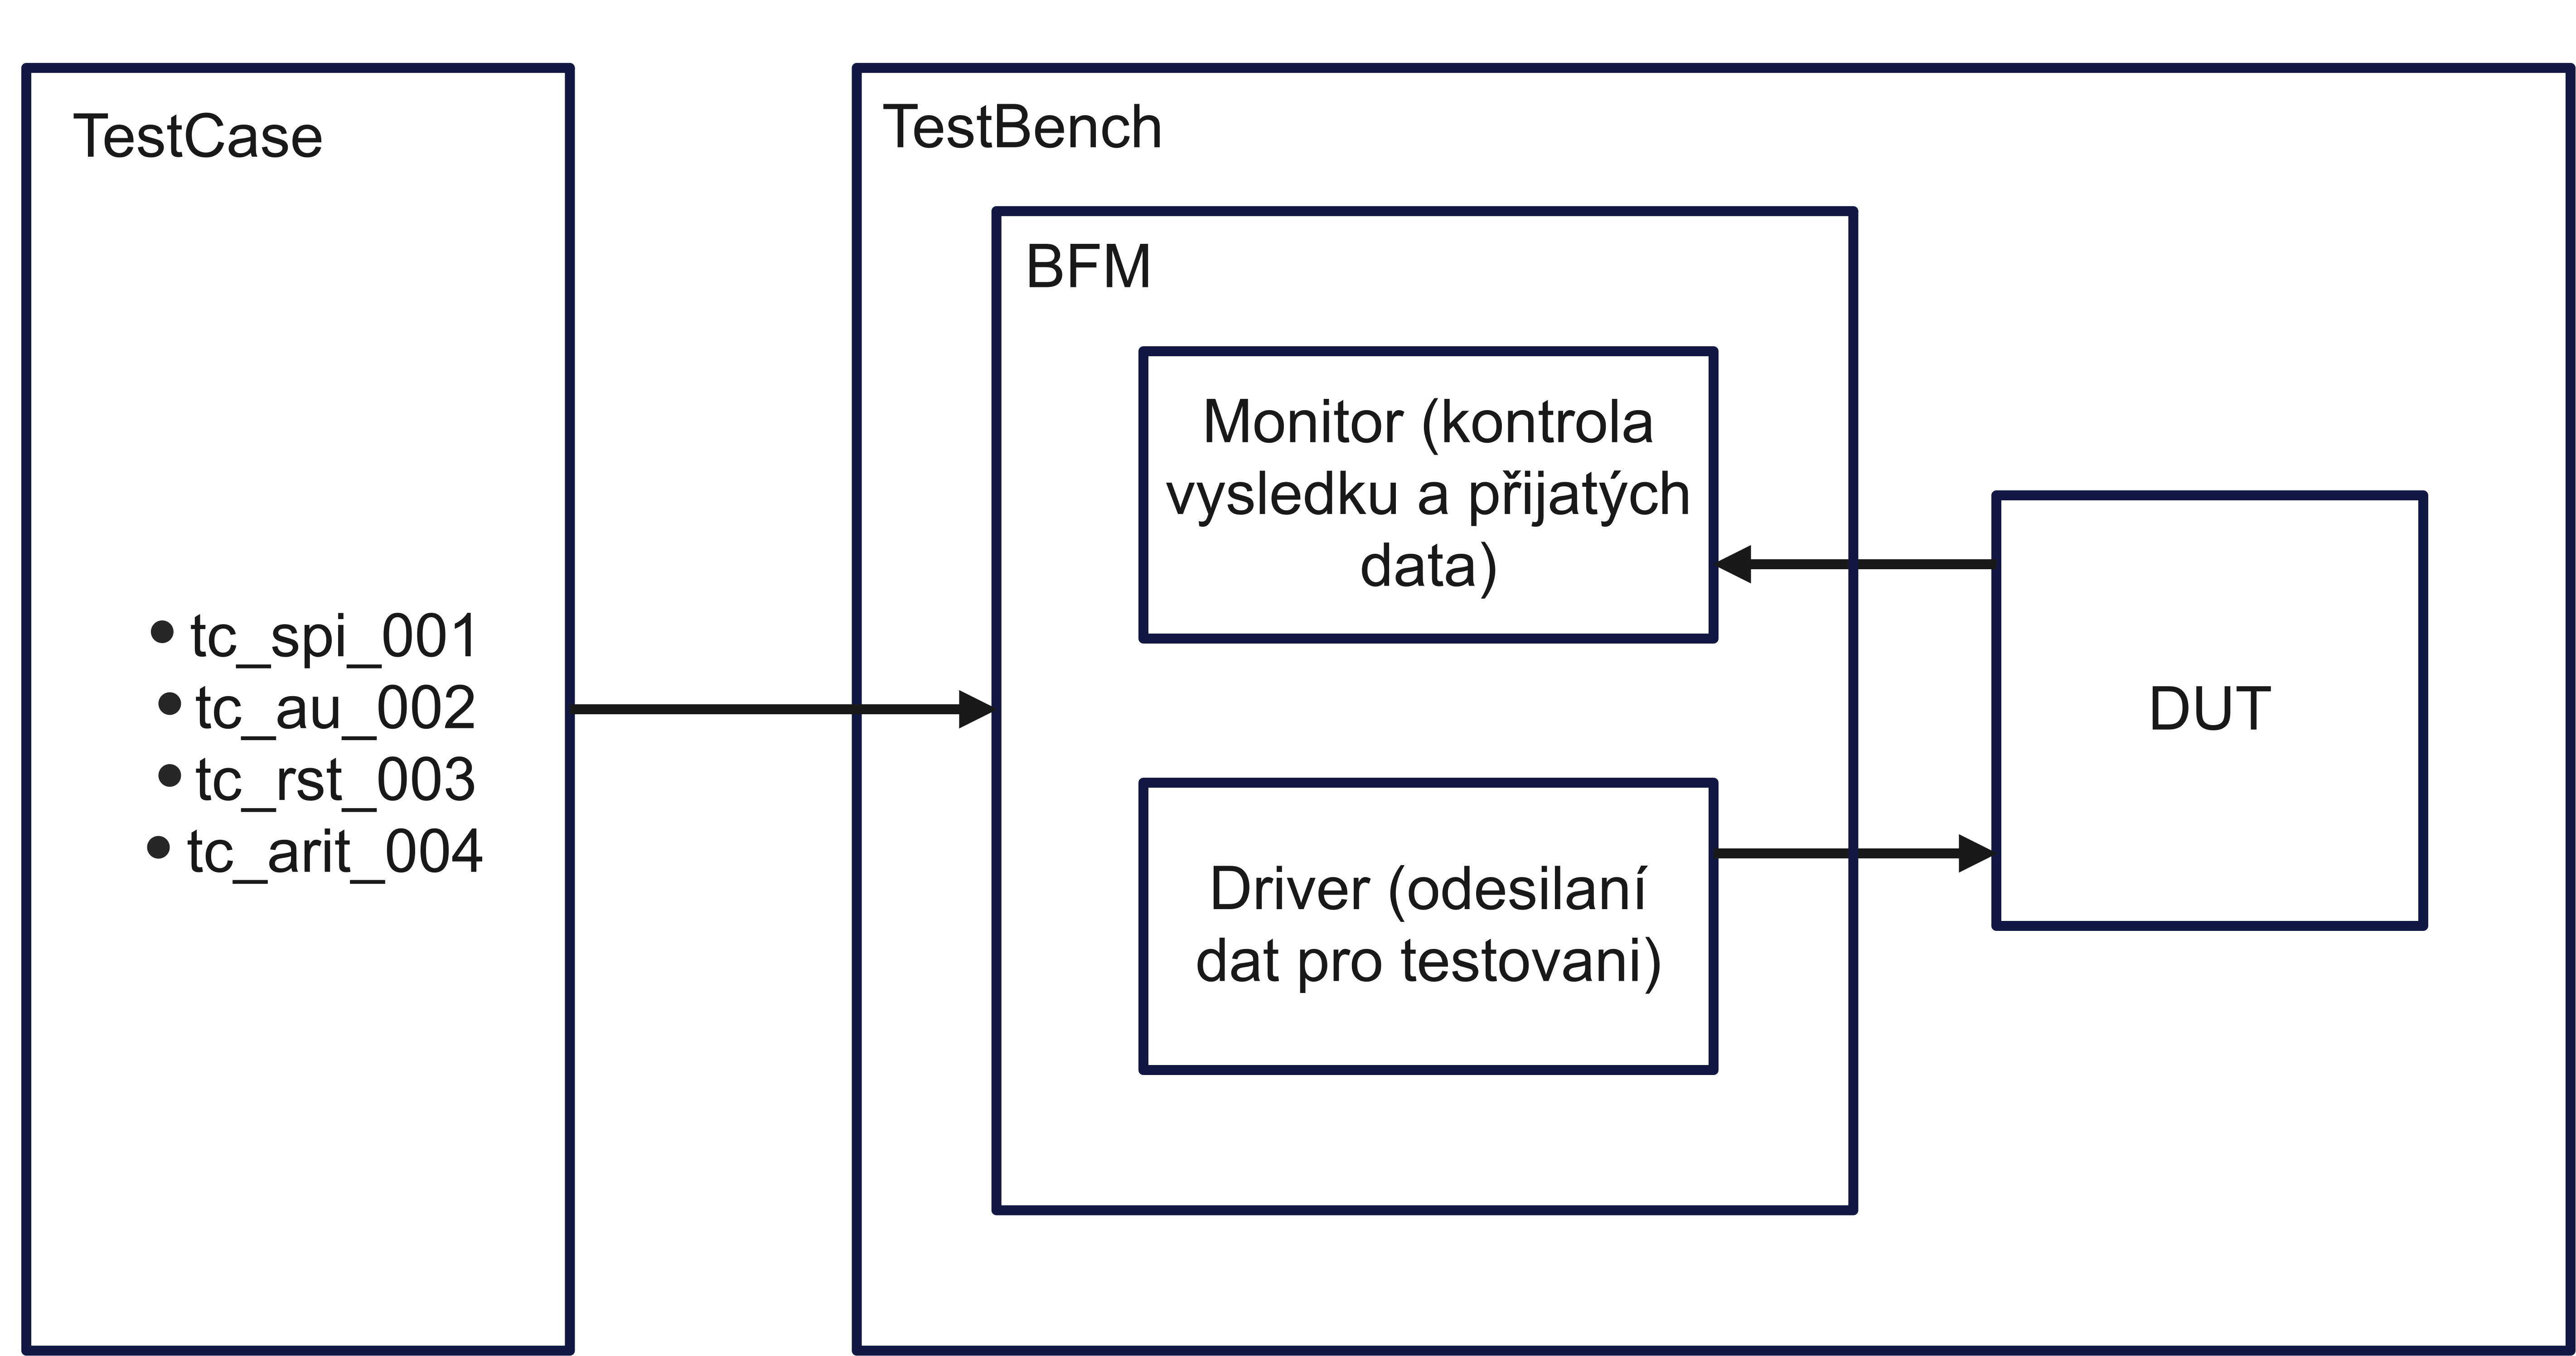 TestCase
• tc_spi_001
• tc_au_002
• tc_rst_003
• tc_arit_004
TestBench
BFM
Monitor (kontrola
vysledku a přijatých
data)
Driver (odesilaní
dat pro testovani)
DUT